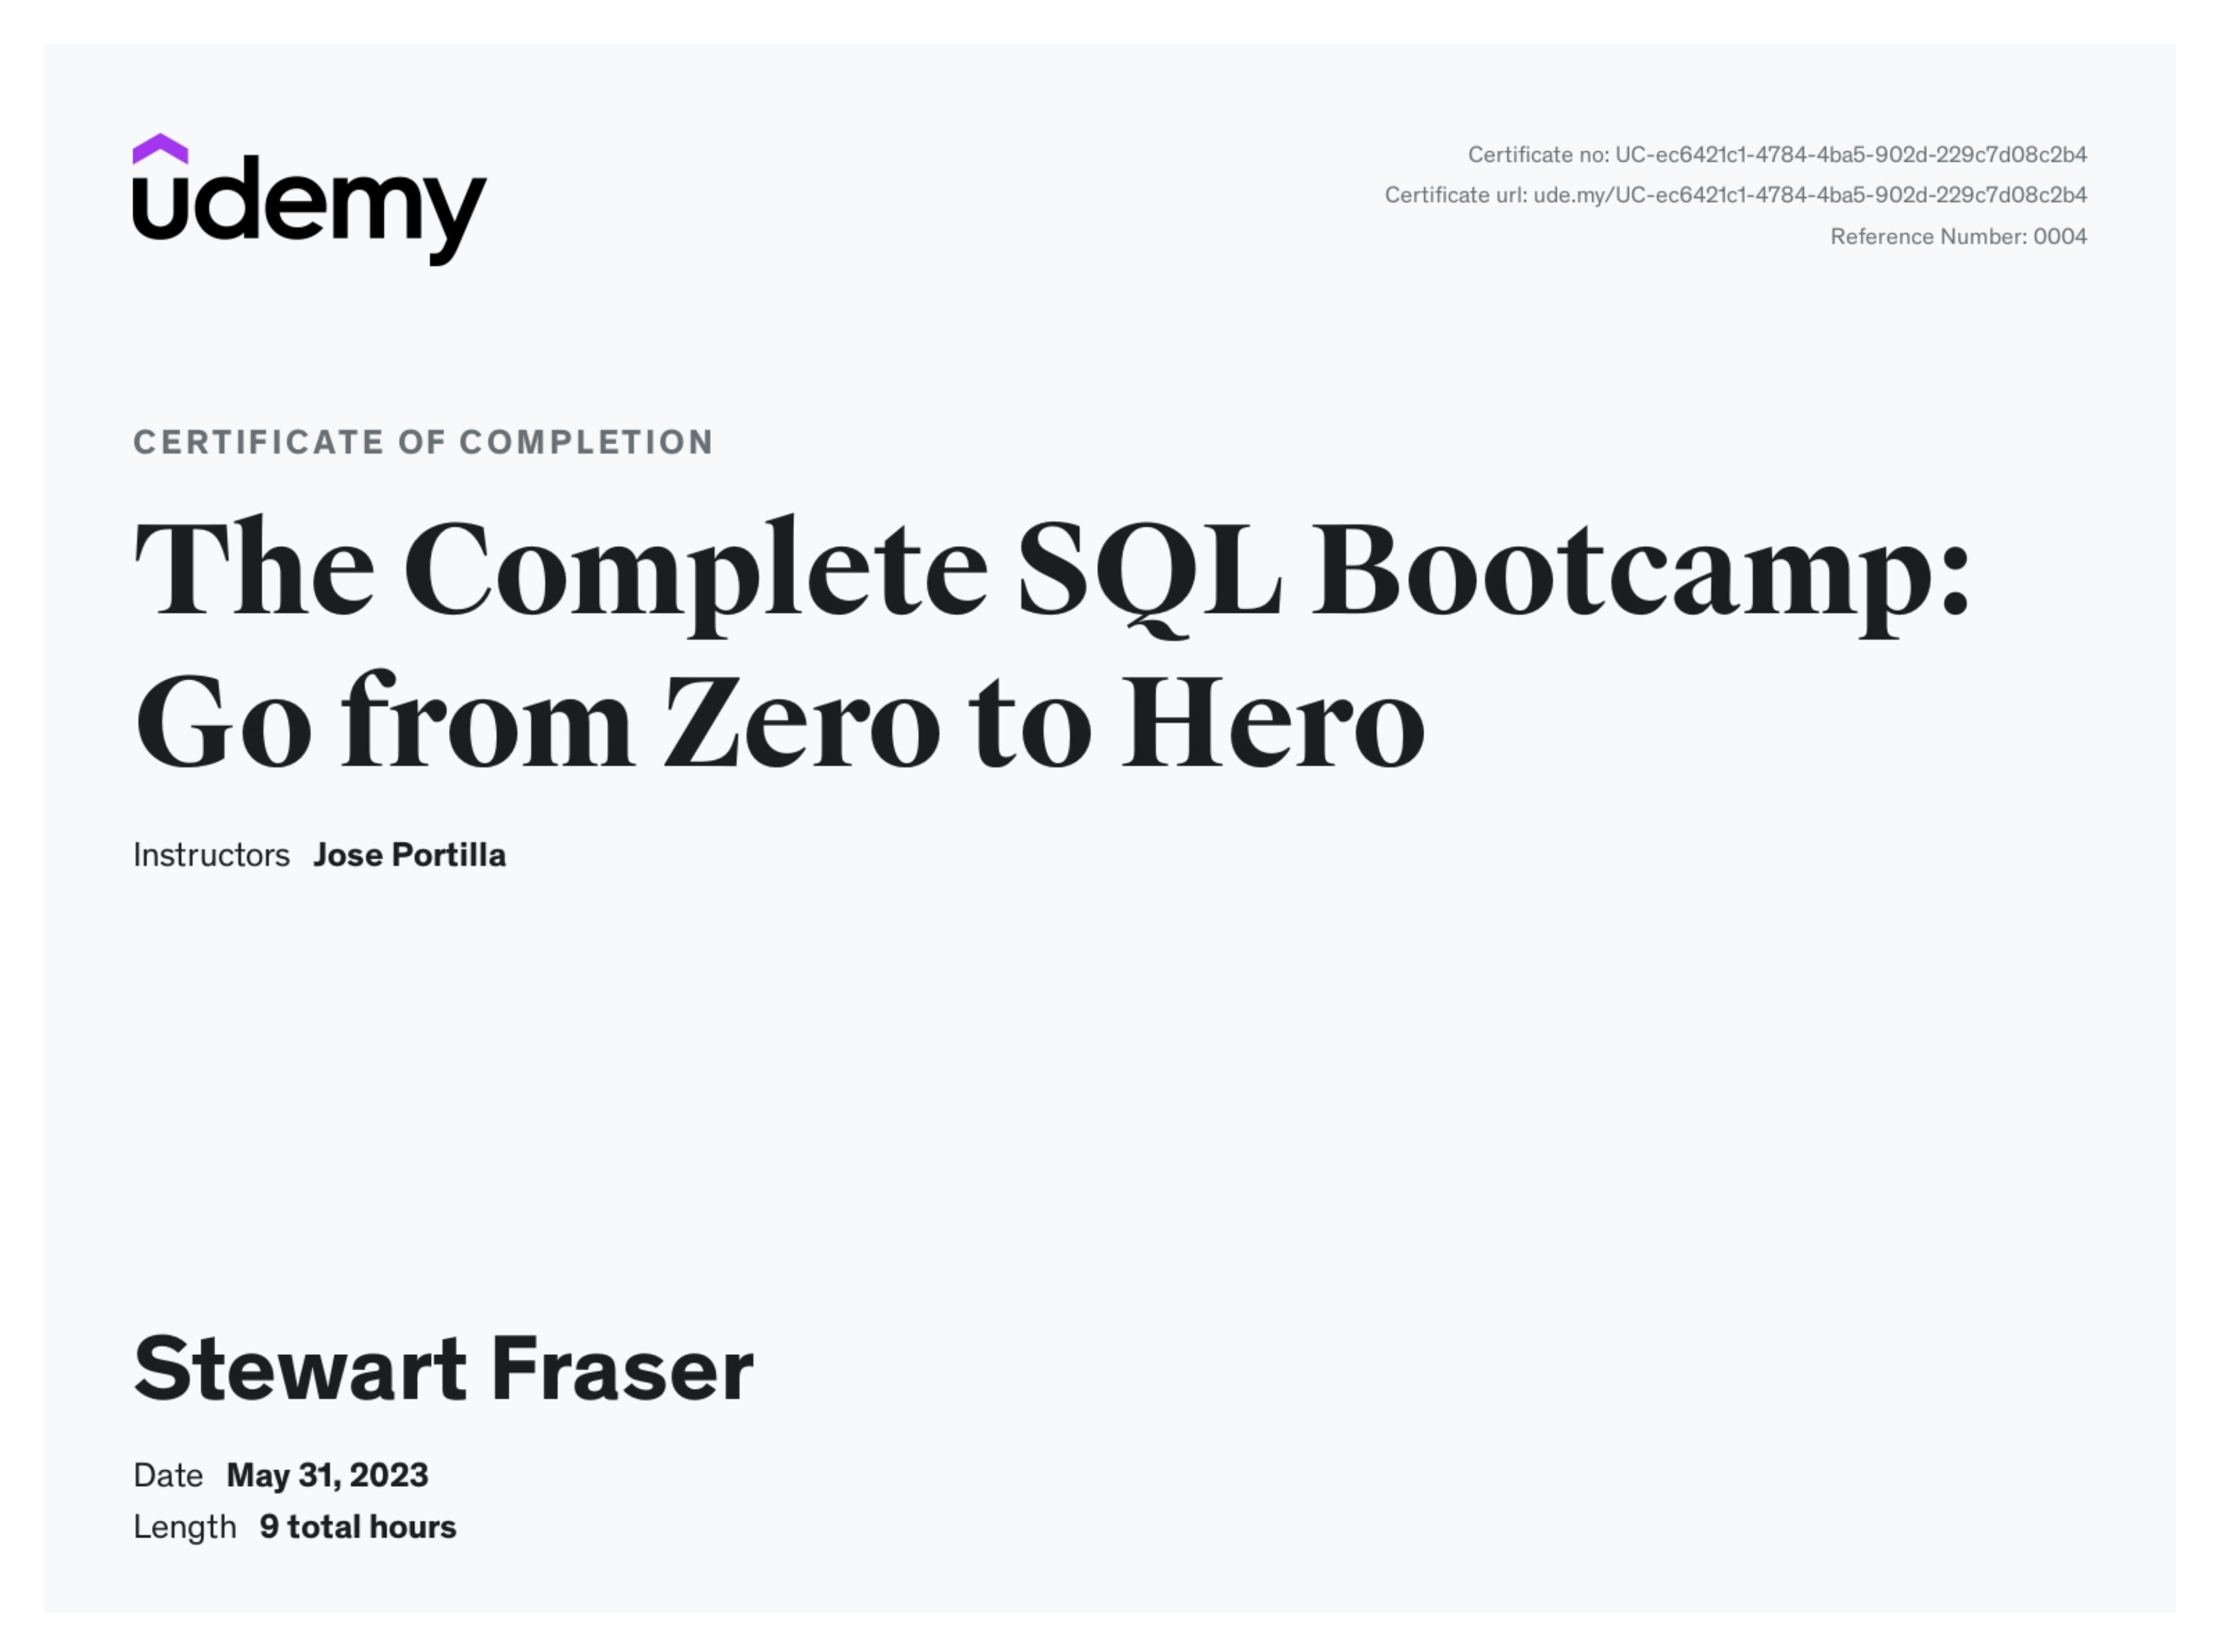 udemy
Certificate no: UC-ec6421c1-4784-4ba5-902d-229c7d08c2b4
Certificate url: ude.my/UC-ec6421c1-4784-4ba5-902d-229c7d08c2b4
Reference Number: 0004
CERTIFICATE OF COMPLETION
The Complete SQL Bootcamp:
Go from Zero to Hero
Instructors Jose Portilla
Stewart Fraser
Date May 31, 2023
Length 9 total hours